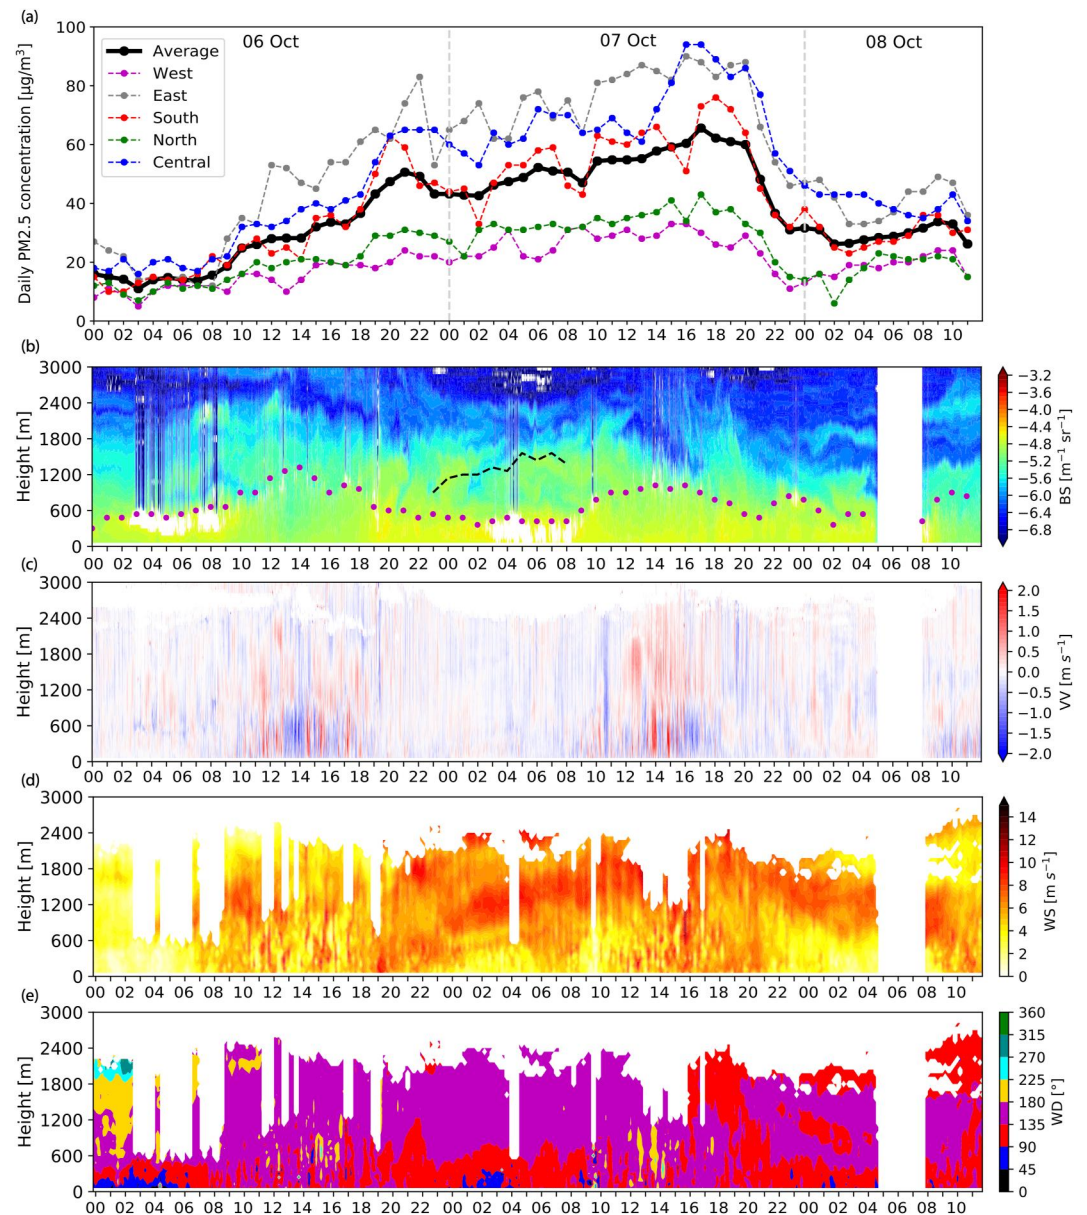 (a)
Daily PM2.5 concentration [µg/m³]
100
80
60
40
20
0
06 Oct 07 Oct 08 Oct
Average
West
East
South
North
Central
00 02 04 06 08 10 12 14 16 18 20 22 00 02 04 06 08 10 12 14 16 18 20 22 00 02 04 06 08 10
(b)
Height [m]
3000
2400
1800
1200
600
0
00 02 04 06 08 10 12 14 16 18 20 22 00 02 04 06 08 10 12 14 16 18 20 22 00 02 04 06 08 10
−3.2
−3.6
−4.0
−4.4
−4.8
−5.2
−5.6
−6.0
−6.4
−6.8
BS [m⁻¹ sr⁻¹]
(c)
Height [m]
3000
2400
1800
1200
600
0
00 02 04 06 08 10 12 14 16 18 20 22 00 02 04 06 08 10 12 14 16 18 20 22 00 02 04 06 08 10
2.0
1.5
1.0
0.5
0.0
−0.5
−1.0
−1.5
−2.0
VV [m s⁻¹]
(d)
Height [m]
3000
2400
1800
1200
600
0
00 02 04 06 08 10 12 14 16 18 20 22 00 02 04 06 08 10 12 14 16 18 20 22 00 02 04 06 08 10
14
12
10
8
6
4
2
0
WS [m s⁻¹]
(e)
Height [m]
3000
2400
1800
1200
600
0
00 02 04 06 08 10 12 14 16 18 20 22 00 02 04 06 08 10 12 14 16 18 20 22 00 02 04 06 08 10
360
315
270
225
180
135
90
45
0
WD [°]